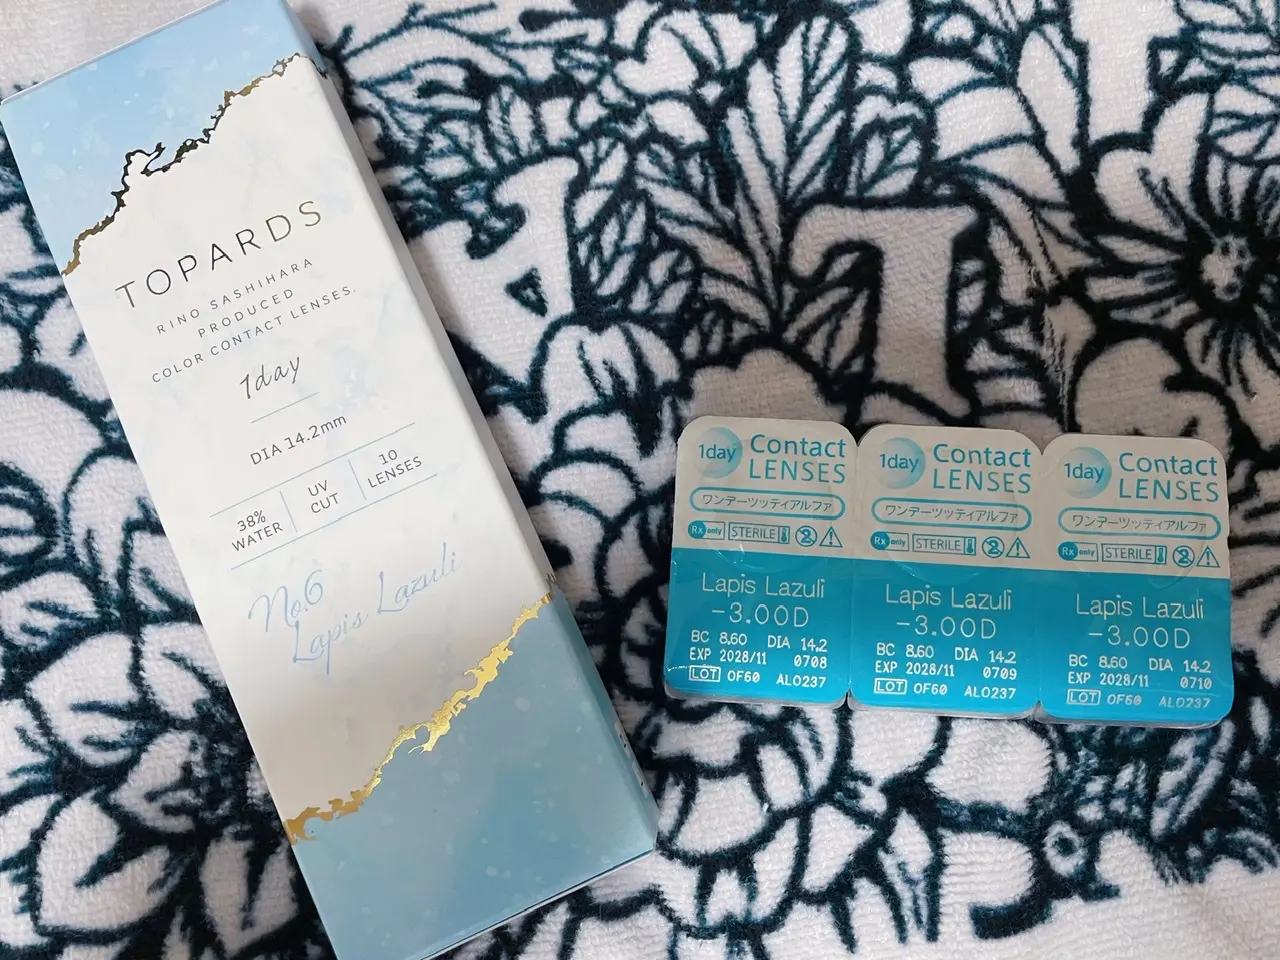 TOPARDS
RINO SASHIHARA
PRODUCED
COLOR CONTACT LENSES.
1day
DIA 14.2mm
38%
WATER
UV
CUT
10
LENSES
No.6
Lapis Lazuli
1day
Contact
LENSES
ワンデーツッティアルファ
Rx only
STERILE
2
Lapis Lazuli
-3.00D
BC 8.60 DIA 14.2
EXP 2028/11 0708
LOT OF60 AL0237
1day
Contact
LENSES
ワンデーツッティアルファ
Rx only
STERILE
2
Lapis Lazuli
-3.00D
BC 8.60 DIA 14.2
EXP 2028/11 0709
LOT OF60 AL0237
1day
Contact
LENSES
ワンデーツッティアルファ
Rx only
STERILE
2
Lapis Lazuli
-3.00D
BC 8.60 DIA 14.2
EXP 2028/11 0710
LOT OF60 AL0237